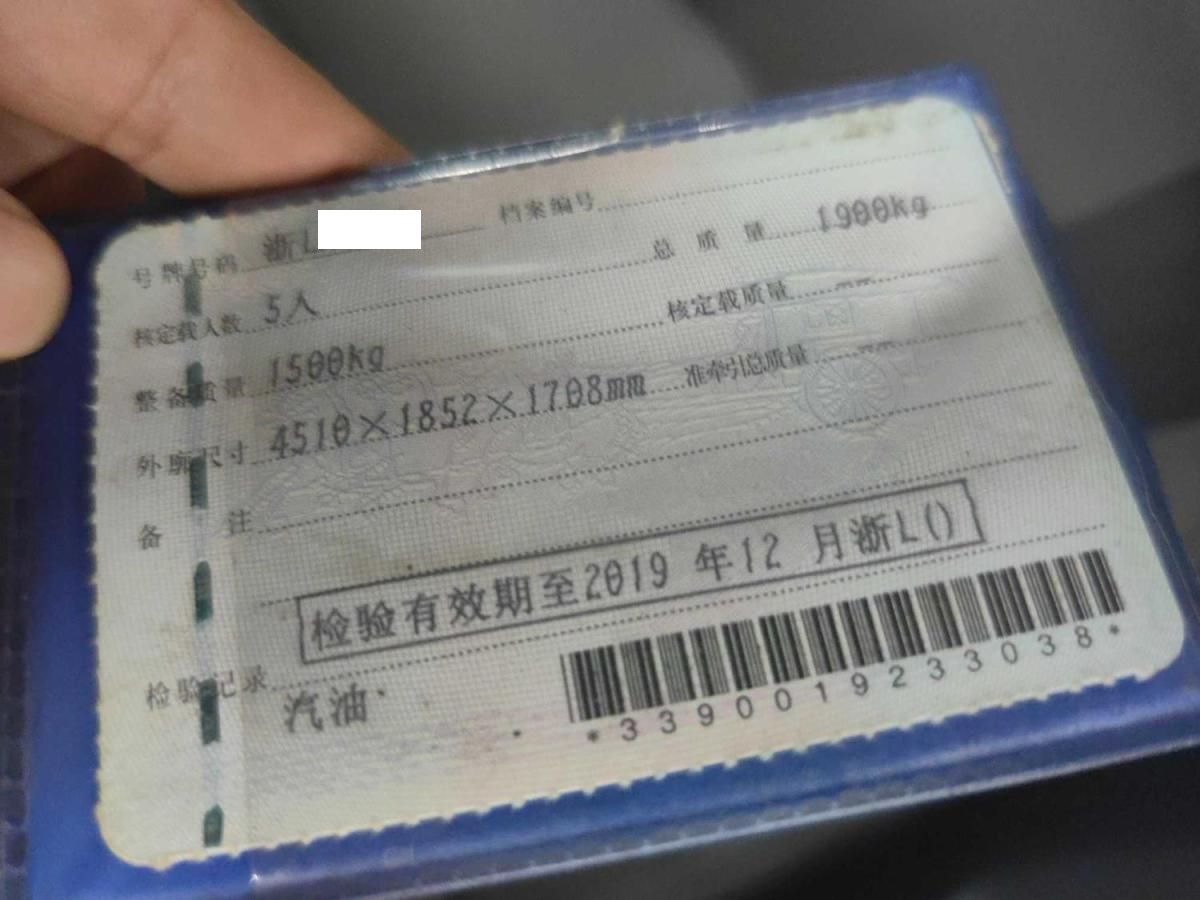 号牌号码 浙L 档案编号
核定载人数 5人 总质量 1900kg
整备质量 1500kg 核定载质量 --
外廓尺寸 4510×1852×1708mm 准牵引总质量 --
备注
检验有效期至2019年12月浙L()
检验记录
汽油
*3390019233038*